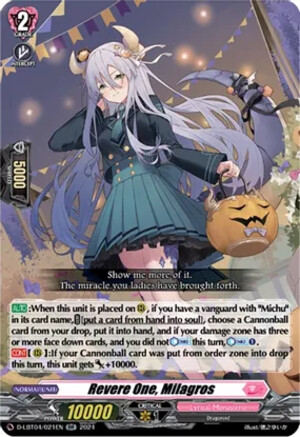 2
GRADE
INTERCEPT
5000
SHIELD
Show me more of it.
The miracle you ladies have brought forth.
AUTO:When this unit is placed on R, if you have a vanguard with "Michu"
in its card name, [put a card from hand into soul], choose a Cannonball
card from your drop, put it into hand, and if your damage zone has three
or more face down cards, and you did not
this turn,
this turn.
CONT R:If your Cannonball card was put from order zone into drop
this turn, this unit gets +10000.
NORMAL UNIT
Revere One, Milagros
POWER
10000
CRITICAL
1
Lyrical Monasterio
Dragonoid
D-LBT04/021EN RR 2021